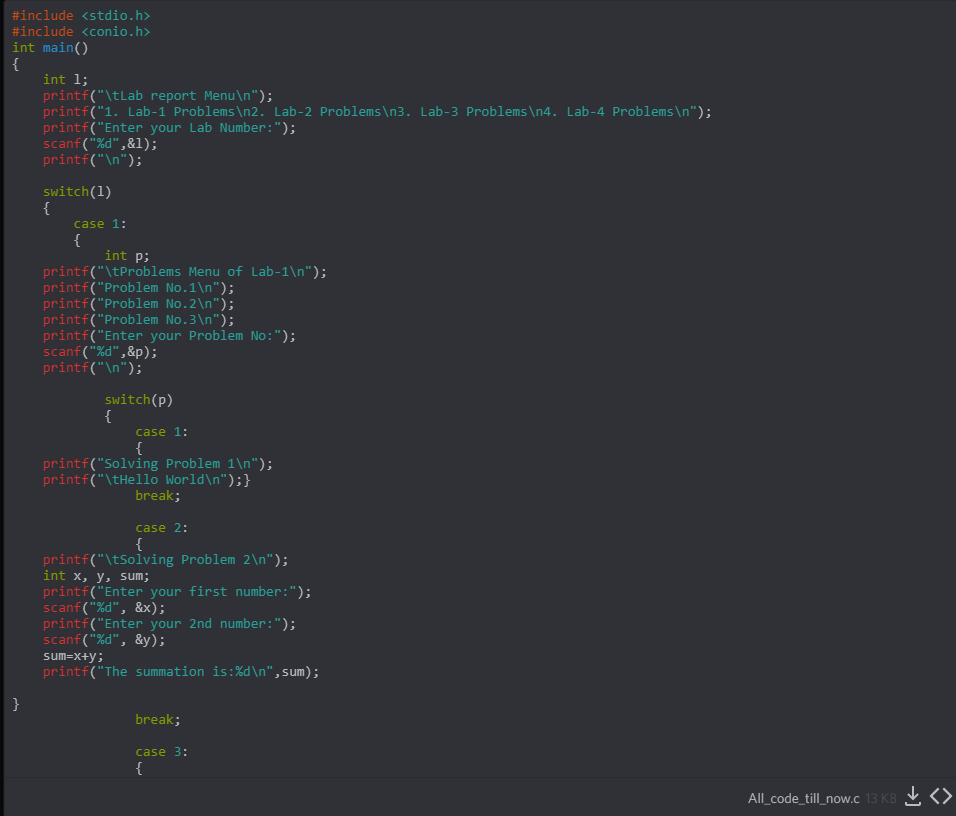 #include <stdio.h>
#include <conio.h>
int main()
{
    int l;
    printf("\tLab report Menu\n");
    printf("1. Lab-1 Problems\n2. Lab-2 Problems\n3. Lab-3 Problems\n4. Lab-4 Problems\n");
    printf("Enter your Lab Number:");
    scanf("%d",&l);
    printf("\n");

    switch(l)
    {
        case 1:
        {
            int p;
    printf("\tProblems Menu of Lab-1\n");
    printf("Problem No.1\n");
    printf("Problem No.2\n");
    printf("Problem No.3\n");
    printf("Enter your Problem No:");
    scanf("%d",&p);
    printf("\n");

            switch(p)
            {
                case 1:
                {
    printf("Solving Problem 1\n");
    printf("\tHello World\n");}
                break;

                case 2:
                {
    printf("\tSolving Problem 2\n");
    int x, y, sum;
    printf("Enter your first number:");
    scanf("%d", &x);
    printf("Enter your 2nd number:");
    scanf("%d", &y);
    sum=x+y;
    printf("The summation is:%d\n",sum);

}
                break;

                case 3:
                {
All_code_till_now.c 13 KB